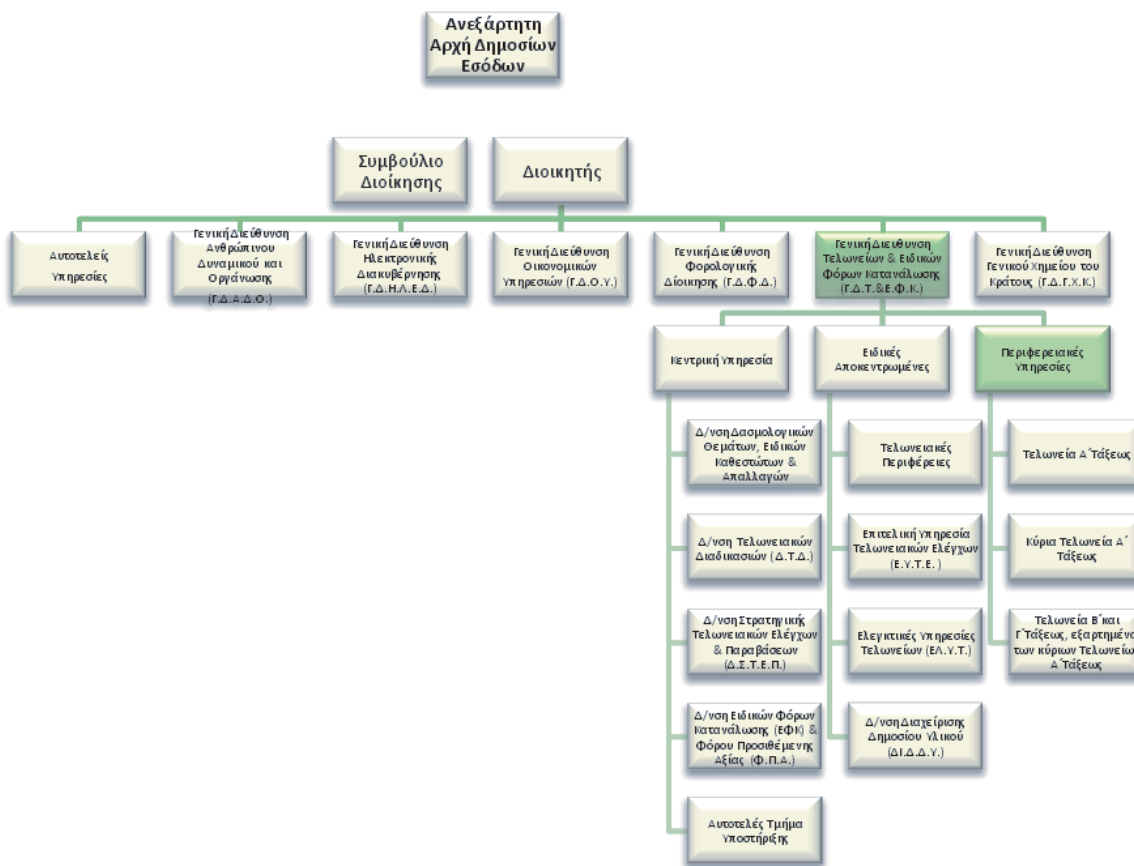 Ανεξάρτητη
Αρχή Δημοσίων
Εσόδων
Συμβούλιο
Διοίκησης
Διοικητής
Αυτοτελείς
Υπηρεσίες
Γενική Διεύθυνση
Ανθρώπινου
Δυναμικού και
Οργάνωσης
(Γ.Δ.Α.Δ.Ο.)
Γενική Διεύθυνση
Ηλεκτρονικής
Διακυβέρνησης
(Γ.Δ.Η.Λ.Ε.Δ.)
Γενική Διεύθυνση
Οικονομικών
Υπηρεσιών (Γ.Δ.Ο.Υ.)
Γενική Διεύθυνση
Φορολογικής
Διοίκησης (Γ.Δ.Φ.Δ.)
Γενική Διευθυνση
Τελωνείων & Ειδικών
Φόρων Κατανάλωσης
(Γ.Δ.Τ.&Ε.Φ.Κ.)
Γενική Διεύθυνση
Γενικού Χημείου του
Κράτους (Γ.Δ.Γ.Χ.Κ.)
Κεντρική Υπηρεσία
Ειδικές
Αποκεντρωμένες
Περιφερειακές
Υπηρεσίες
Δ/νση Δασμολογικών
Θεμάτων, Ειδικών
Καθεστώτων &
Απαλλαγών
Δ/νση Τελωνειακών
Διαδικασιών (Δ.Τ.Δ.)
Δ/νση Στρατηγικής
Τελωνειακών Ελέγχων
& Παραβάσεων
(Δ.Σ.Τ.Ε.Π.)
Δ/νση Ειδικών Φόρων
Κατανάλωσης (ΕΦΚ) &
Φόρου Προσιθέμενης
Αξίας (Φ.Π.Α.)
Αυτοτελές Τμήμα
Υποστήριξης
Τελωνειακές
Περιφέρειες
Επιτελική Υπηρεσία
Τελωνειακών Ελέγχων
(Ε.Υ.Τ.Ε. )
Ελεγκτικές Υπηρεσίες
Τελωνείων (ΕΛ.Υ.Τ.)
Δ/νση Διαχείρισης
Δημοσίου Υλικού
(ΔΙ.Δ.Δ.Υ.)
Τελωνεία Α΄Τάξεως
Κύρια Τελωνεία Α΄
Τάξεως
Τελωνεία Β΄και
Γ΄Τάξεως, εξαρτημένα
των κύριων Τελωνείων
Α΄Τάξεως